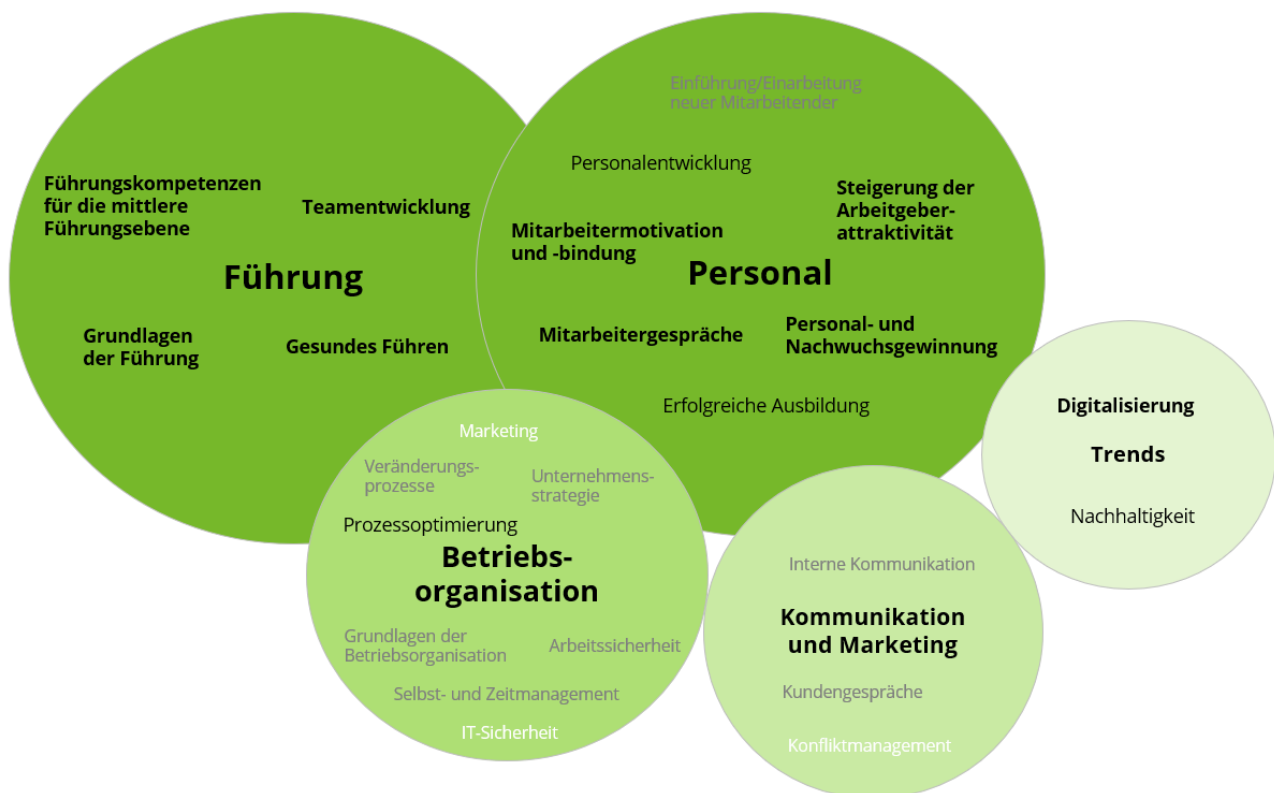 Führungskompetenzen
für die mittlere
Führungsebene
Teamentwicklung
Führung
Grundlagen
der Führung
Gesundes Führen
Einführung/Einarbeitung
neuer Mitarbeitender
Personalentwicklung
Steigerung der
Arbeitgeber-
attraktivität
Mitarbeitermotivation
und -bindung
Personal
Mitarbeitergespräche
Personal- und
Nachwuchsgewinnung
Erfolgreiche Ausbildung
Marketing
Veränderungs-
prozesse
Unternehmens-
strategie
Prozessoptimierung
Betriebs-
organisation
Grundlagen der
Betriebsorganisation
Arbeitssicherheit
Selbst- und Zeitmanagement
IT-Sicherheit
Interne Kommunikation
Kommunikation
und Marketing
Kundengespräche
Konfliktmanagement
Digitalisierung
Trends
Nachhaltigkeit